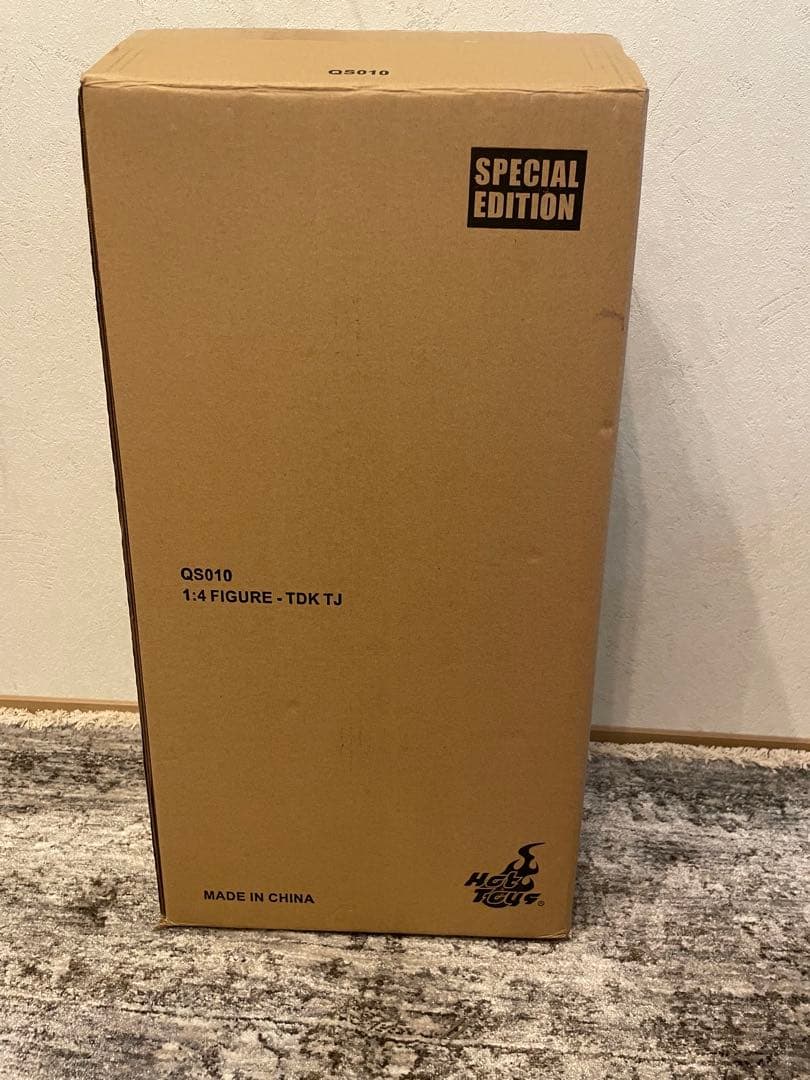 QS010
SPECIAL
EDITION
QS010
1:4 FIGURE - TDK TJ
MADE IN CHINA
Hot
Toys®